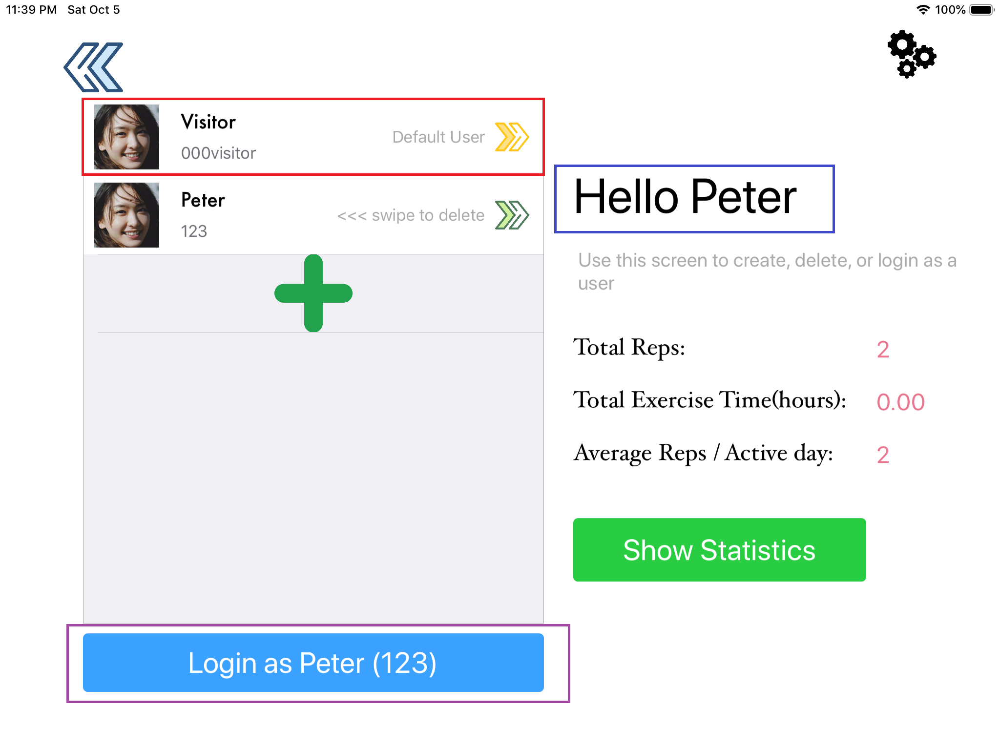 11:39 PM Sat Oct 5
100%
Visitor
000visitor
Default User
Peter
123
<<< swipe to delete
Hello Peter
Use this screen to create, delete, or login as a
user
Total Reps: 2
Total Exercise Time(hours): 0.00
Average Reps / Active day: 2
Show Statistics
Login as Peter (123)